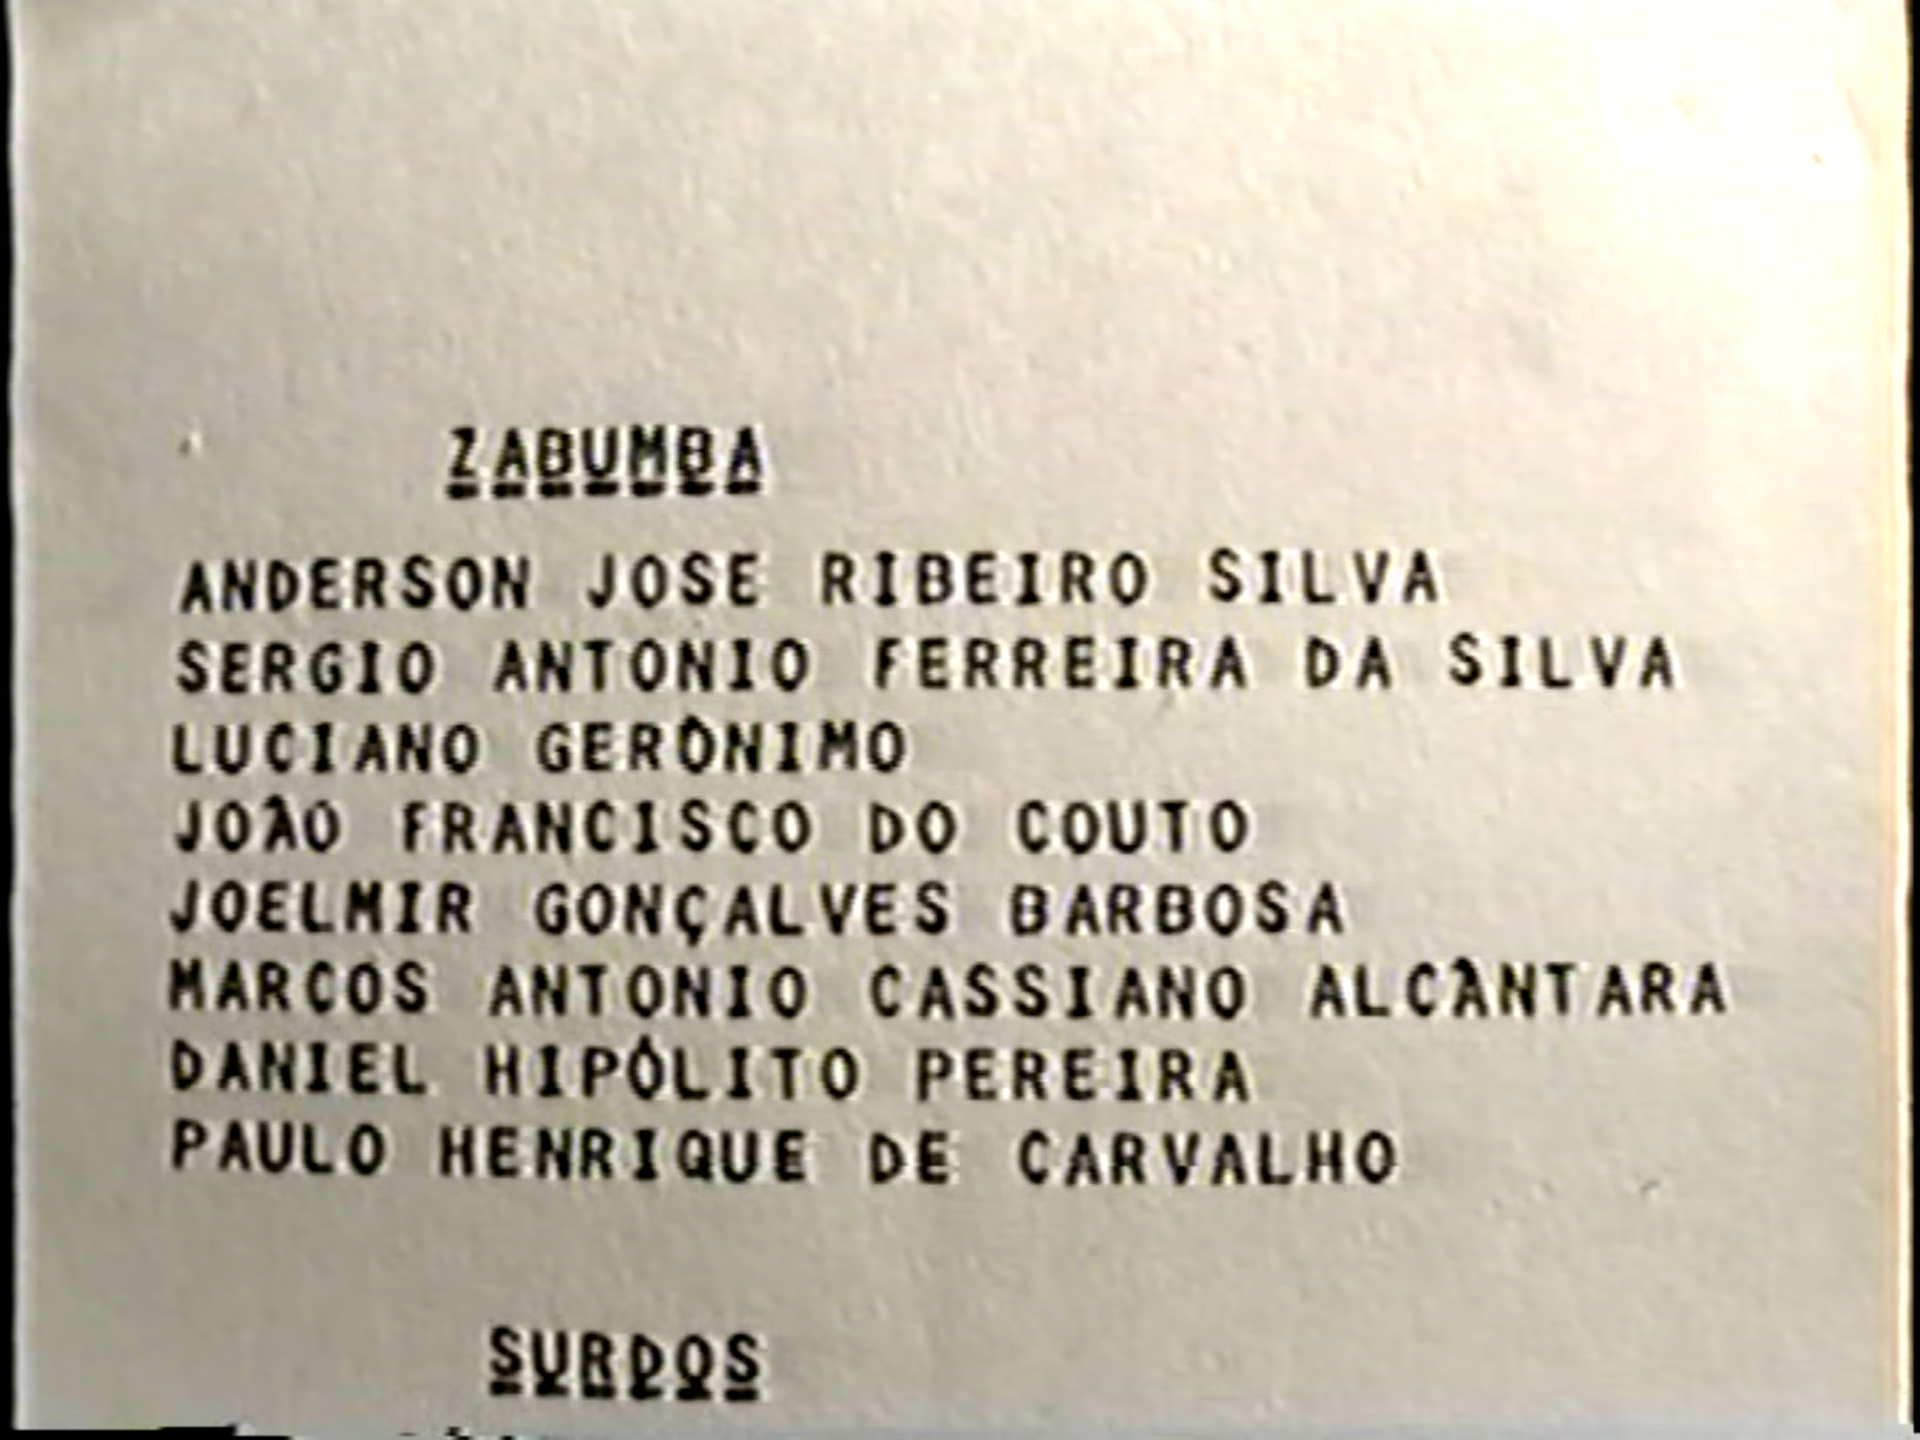 ZABUMBA
ANDERSON JOSE RIBEIRO SILVA
SERGIO ANTONIO FERREIRA DA SILVA
LUCIANO GERÔNIMO
JOÃO FRANCISCO DO COUTO
JOELMIR GONÇALVES BARBOSA
MARCOS ANTONIO CASSIANO ALCÂNTARA
DANIEL HIPÓLITO PEREIRA
PAULO HENRIQUE DE CARVALHO
SURDOS